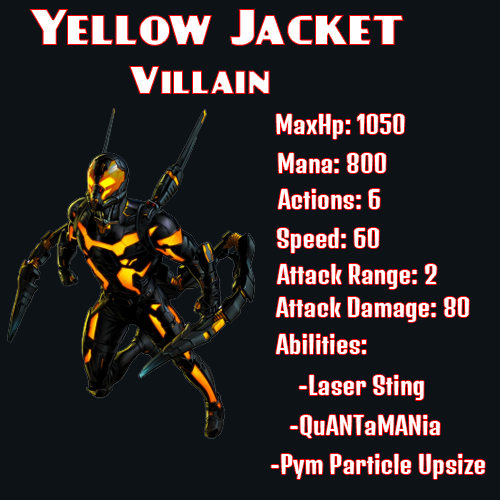 Yellow Jacket
Villain
MaxHp: 1050
Mana: 800
Actions: 6
Speed: 60
Attack Range: 2
Attack Damage: 80
Abilities:
-Laser Sting
-QuANTaMANia
-Pym Particle Upsize